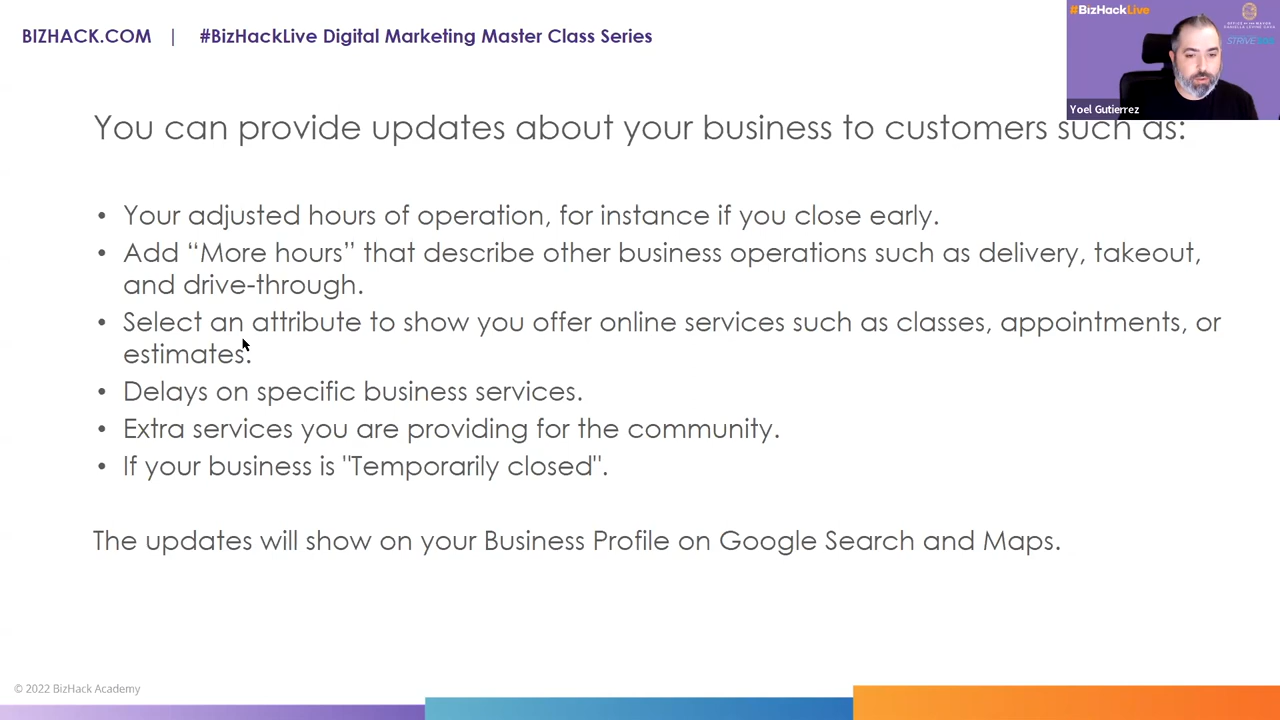 BIZHACK.COM | #BizHackLive Digital Marketing Master Class Series
#BizHackLive
Yoel Gutierrez
You can provide updates about your business to customers such as:
• Your adjusted hours of operation, for instance if you close early.
• Add “More hours” that describe other business operations such as delivery, takeout,
and drive-through.
• Select an attribute to show you offer online services such as classes, appointments, or
estimates.
• Delays on specific business services.
• Extra services you are providing for the community.
• If your business is "Temporarily closed".
The updates will show on your Business Profile on Google Search and Maps.
© 2022 BizHack Academy